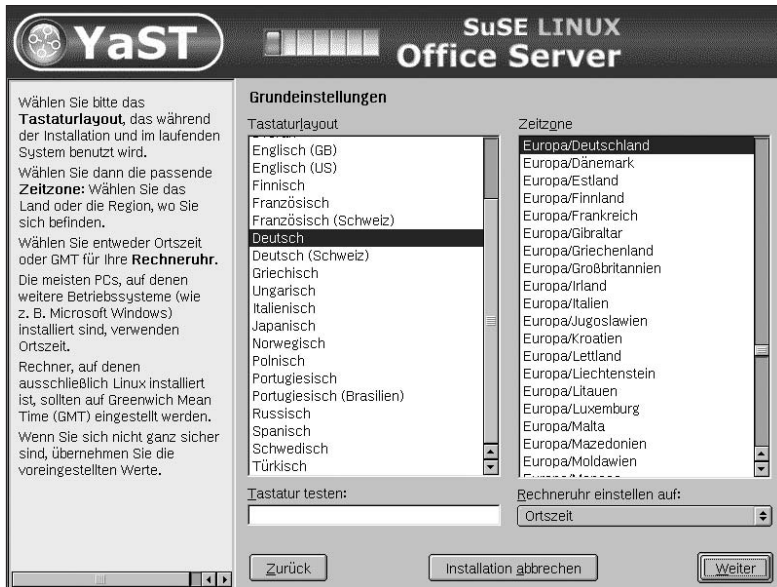 YaST
SuSE LINUX
Office Server
Wählen Sie bitte das
Tastaturlayout, das während
der Installation und im laufenden
System benutzt wird.
Wählen Sie dann die passende
Zeitzone: Wählen Sie das
Land oder die Region, wo Sie
sich befinden.
Wählen Sie entweder Ortszeit
oder GMT für Ihre Rechneruhr.
Die meisten PCs, auf denen
weitere Betriebssysteme (wie
z. B. Microsoft Windows)
installiert sind, verwenden
Ortszeit.
Rechner, auf denen
ausschließlich Linux installiert
ist, sollten auf Greenwich Mean
Time (GMT) eingestellt werden.
Wenn Sie sich nicht ganz sicher
sind, übernehmen Sie die
voreingestellten Werte.
Grundeinstellungen
Tastaturlayout
Englisch (GB)
Englisch (US)
Finnisch
Französisch
Französisch (Schweiz)
Deutsch
Deutsch (Schweiz)
Griechisch
Ungarisch
Italienisch
Japanisch
Norwegisch
Polnisch
Portugiesisch
Portugiesisch (Brasilien)
Russisch
Spanisch
Schwedisch
Türkisch
Tastatur testen:
Zeitzone
Europa/Deutschland
Europa/Dänemark
Europa/Estland
Europa/Finnland
Europa/Frankreich
Europa/Gibraltar
Europa/Griechenland
Europa/Großbritannien
Europa/Irland
Europa/Italien
Europa/Jugoslawien
Europa/Kroatien
Europa/Lettland
Europa/Liechtenstein
Europa/Litauen
Europa/Luxemburg
Europa/Malta
Europa/Mazedonien
Europa/Moldawien
Rechneruhr einstellen auf:
Ortszeit
Zurück
Installation abbrechen
Weiter